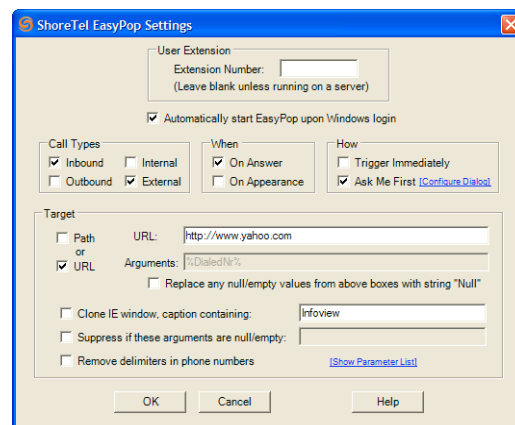 ShoreTel EasyPop Settings
User Extension
Extension Number:
(Leave blank unless running on a server)
Automatically start EasyPop upon Windows login
Call Types When How
Inbound Internal On Answer Trigger Immediately
Outbound External On Appearance Ask Me First [Configure Dialog]
Target
Path URL: http://www.yahoo.com
or
URL Arguments: %DialedNr%
Replace any null/empty values from above boxes with string "Null"
Clone IE window, caption containing: Infoview
Suppress if these arguments are null/empty:
Remove delimiters in phone numbers [Show Parameter List]
OK Cancel Help